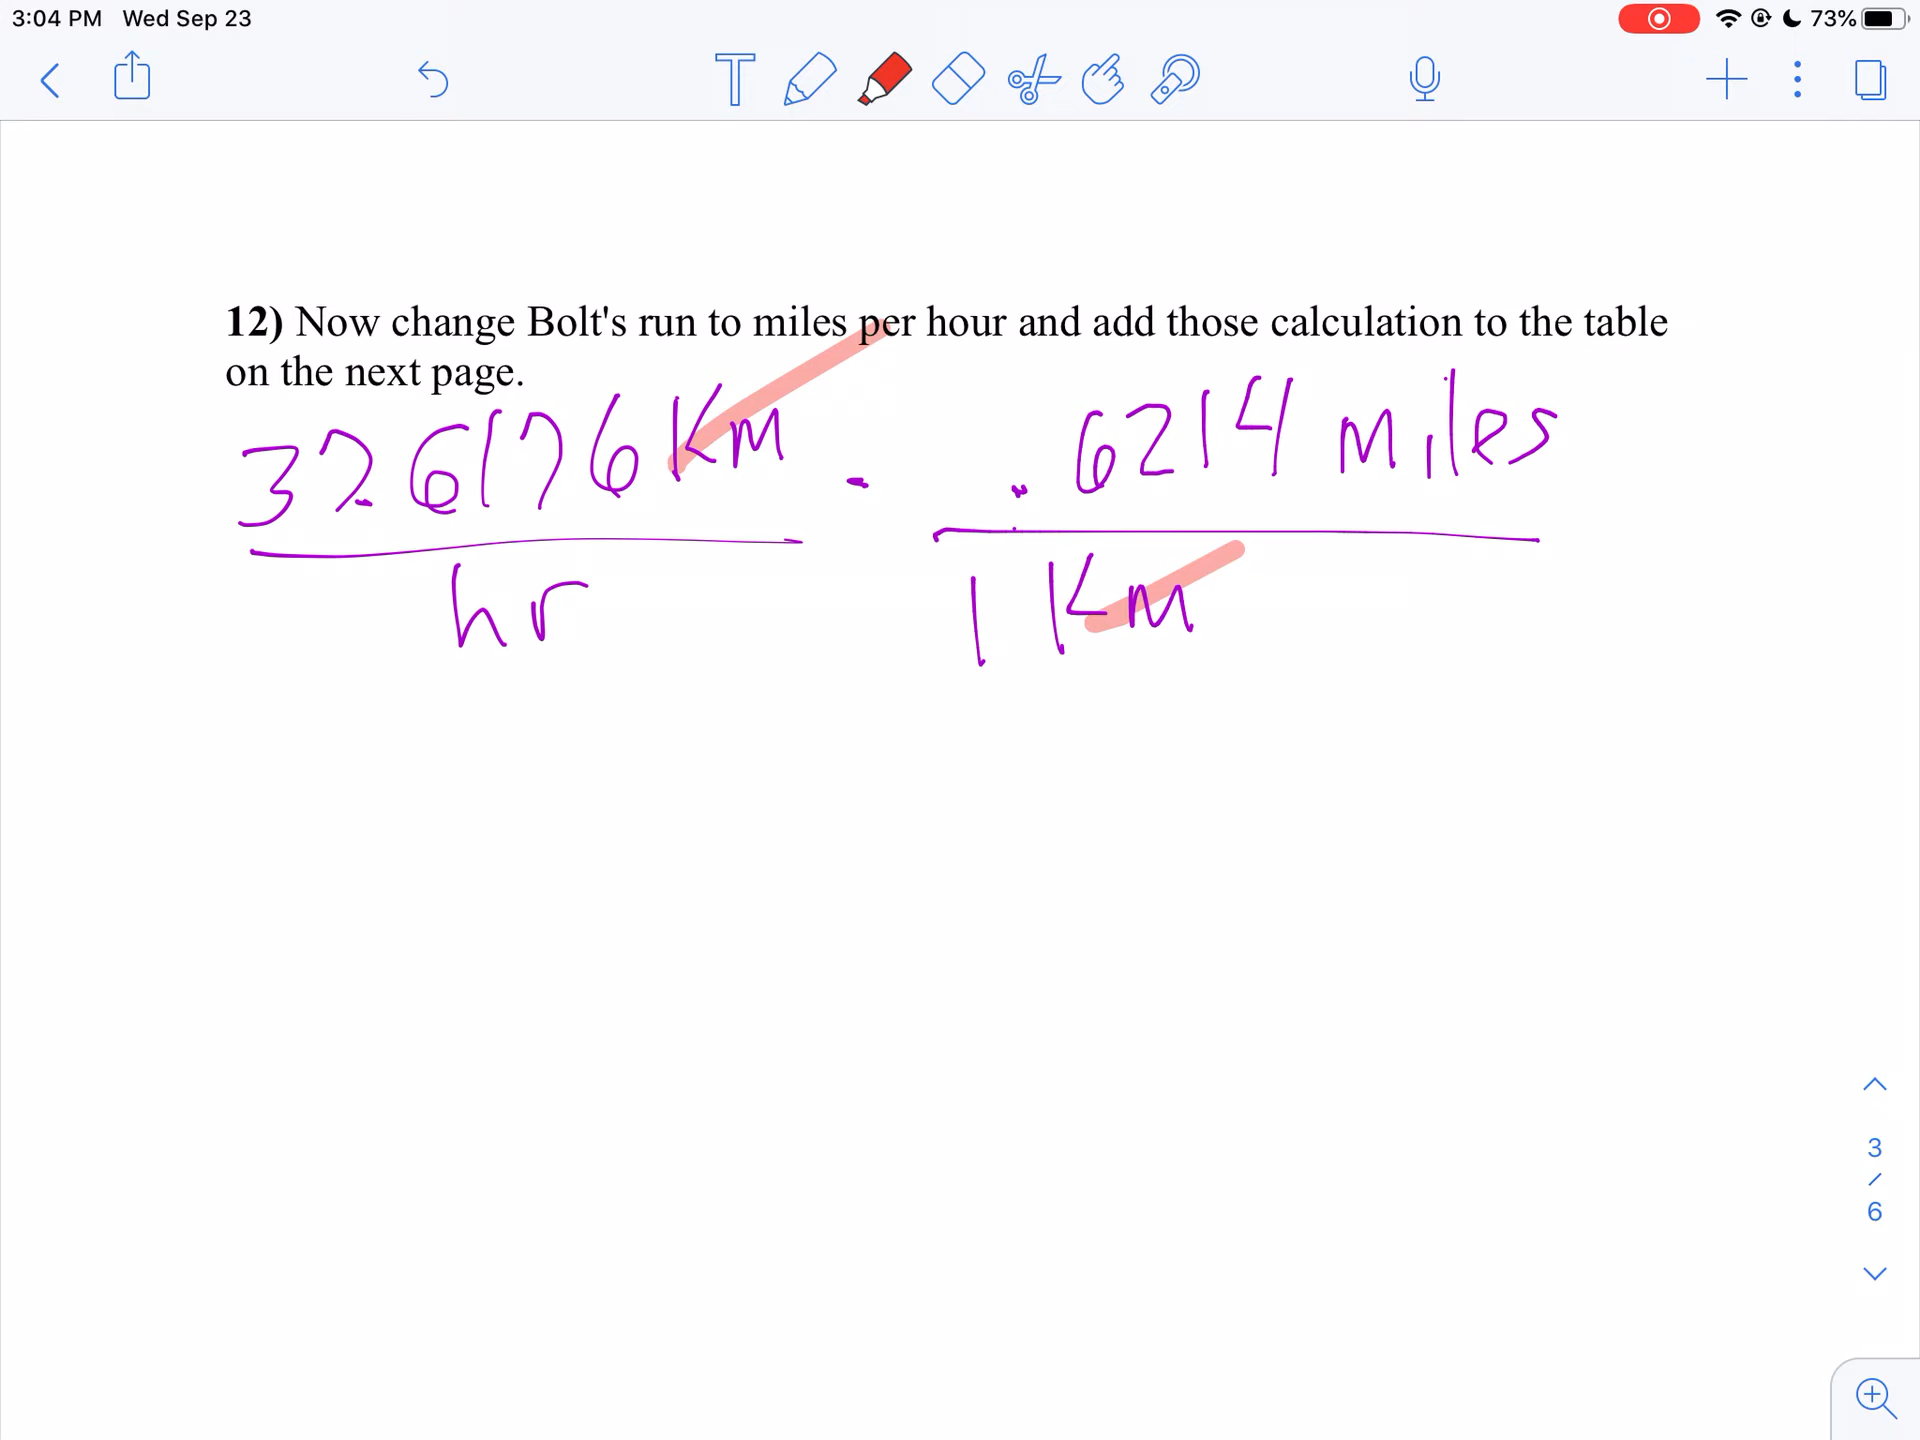 3:04 PM Wed Sep 23
73%
T
12) Now change Bolt's run to miles per hour and add those calculation to the table
on the next page.
37.6176 Km · .6214 miles
hr 1 Km
3
/
6